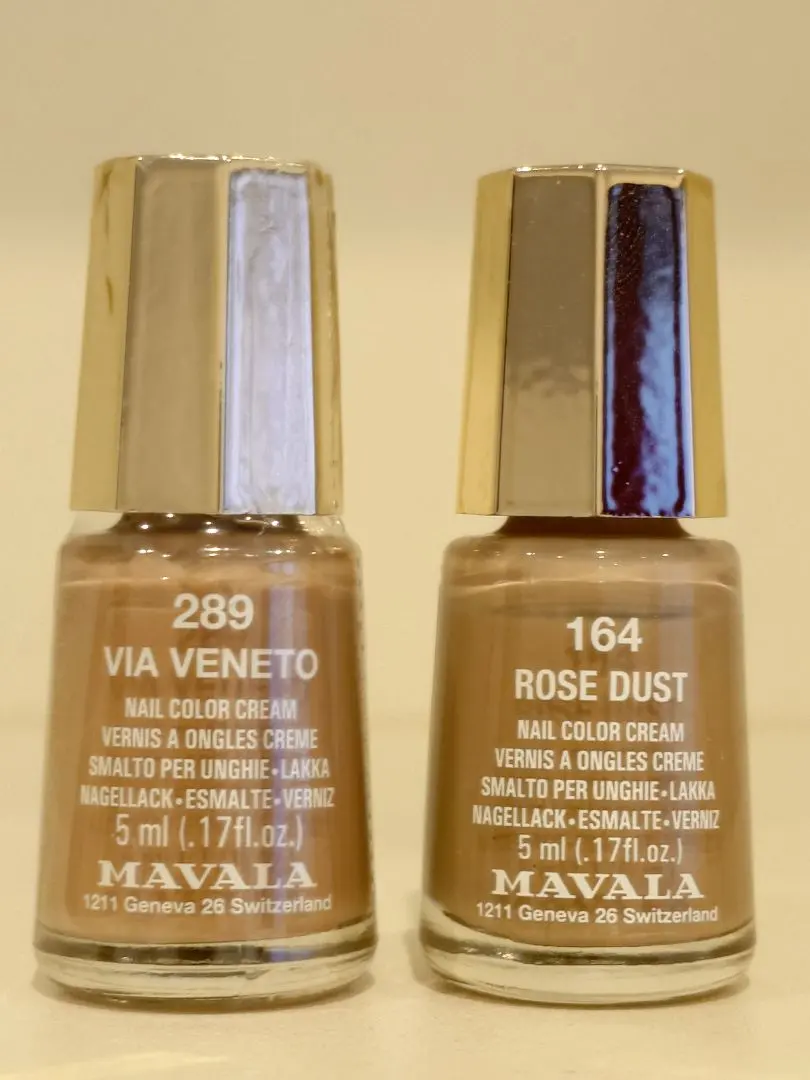 289
VIA VENETO
NAIL COLOR CREAM
VERNIS A ONGLES CREME
SMALTO PER UNGHIE•LAKKA
NAGELLACK•ESMALTE•VERNIZ
5 ml (.17fl.oz.)
MAVALA
1211 Geneva 26 Switzerland
164
ROSE DUST
NAIL COLOR CREAM
VERNIS A ONGLES CREME
SMALTO PER UNGHIE•LAKKA
NAGELLACK•ESMALTE•VERNIZ
5 ml (.17fl.oz.)
MAVALA
1211 Geneva 26 Switzerland